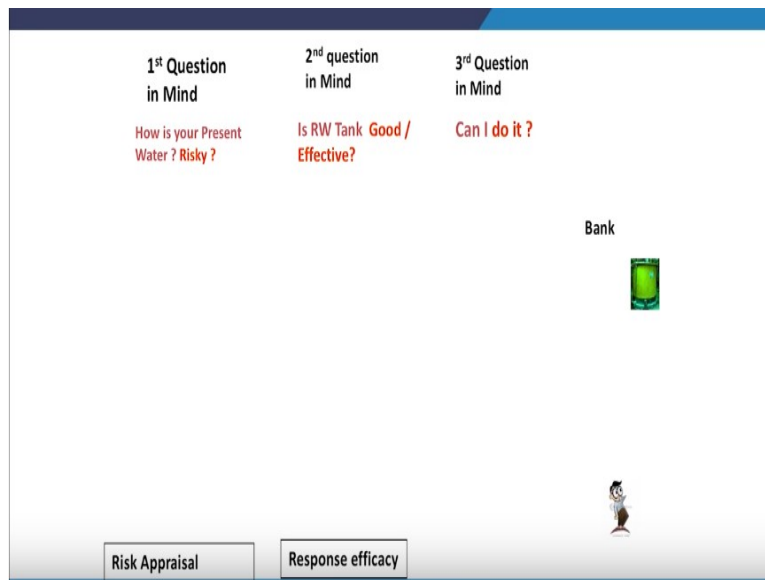 1st Question
in Mind
How is your Present
Water ? Risky ?
2nd question
in Mind
Is RW Tank Good /
Effective?
3rd Question
in Mind
Can I do it ?
Bank
Risk Appraisal
Response efficacy